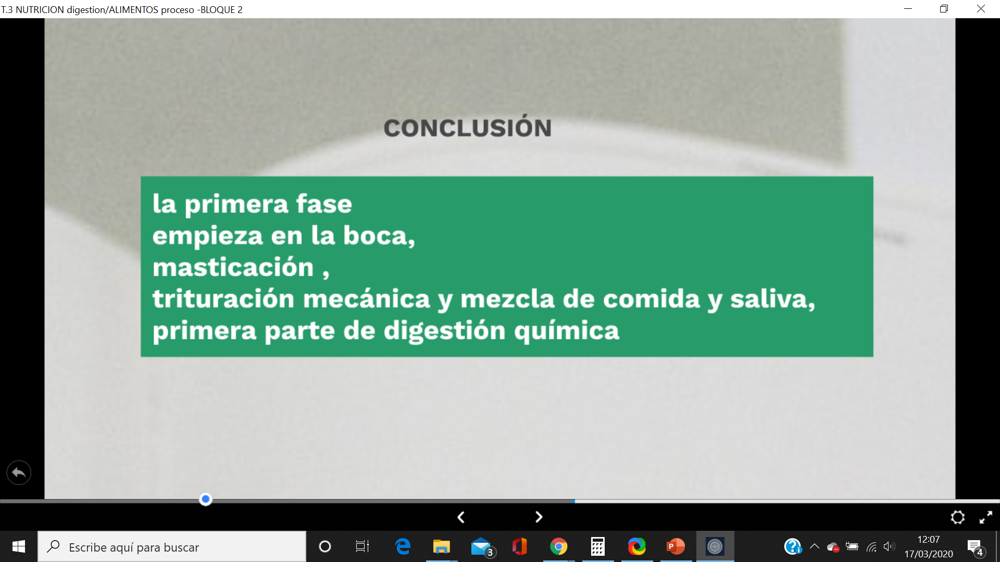 T.3 NUTRICION digestion/ALIMENTOS proceso -BLOQUE 2
CONCLUSIÓN
la primera fase
empieza en la boca,
masticación ,
trituración mecánica y mezcla de comida y saliva,
primera parte de digestión química
Escribe aquí para buscar
3
P
12:07
17/03/2020
4